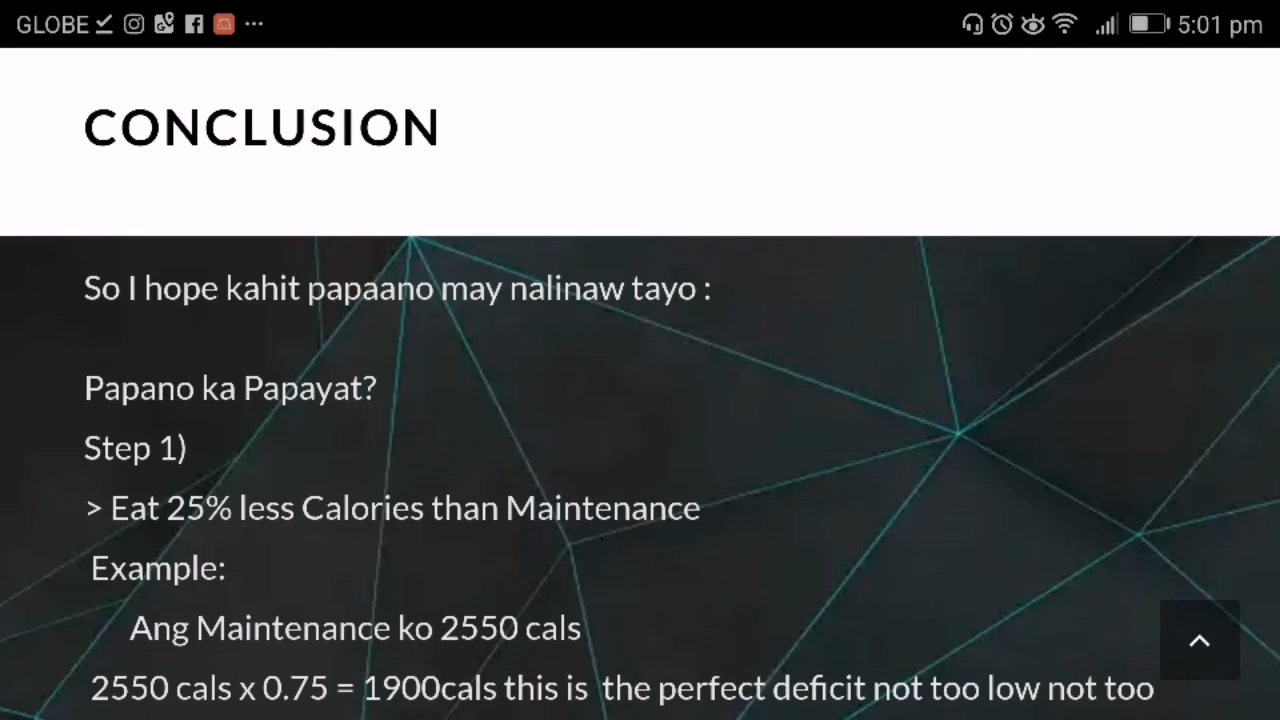 GLOBE
5:01 pm
CONCLUSION
So I hope kahit papaano may nalinaw tayo :
Papano ka Papayat?
Step 1)
> Eat 25% less Calories than Maintenance
Example:
Ang Maintenance ko 2550 cals
2550 cals x 0.75 = 1900cals this is the perfect deficit not too low not too